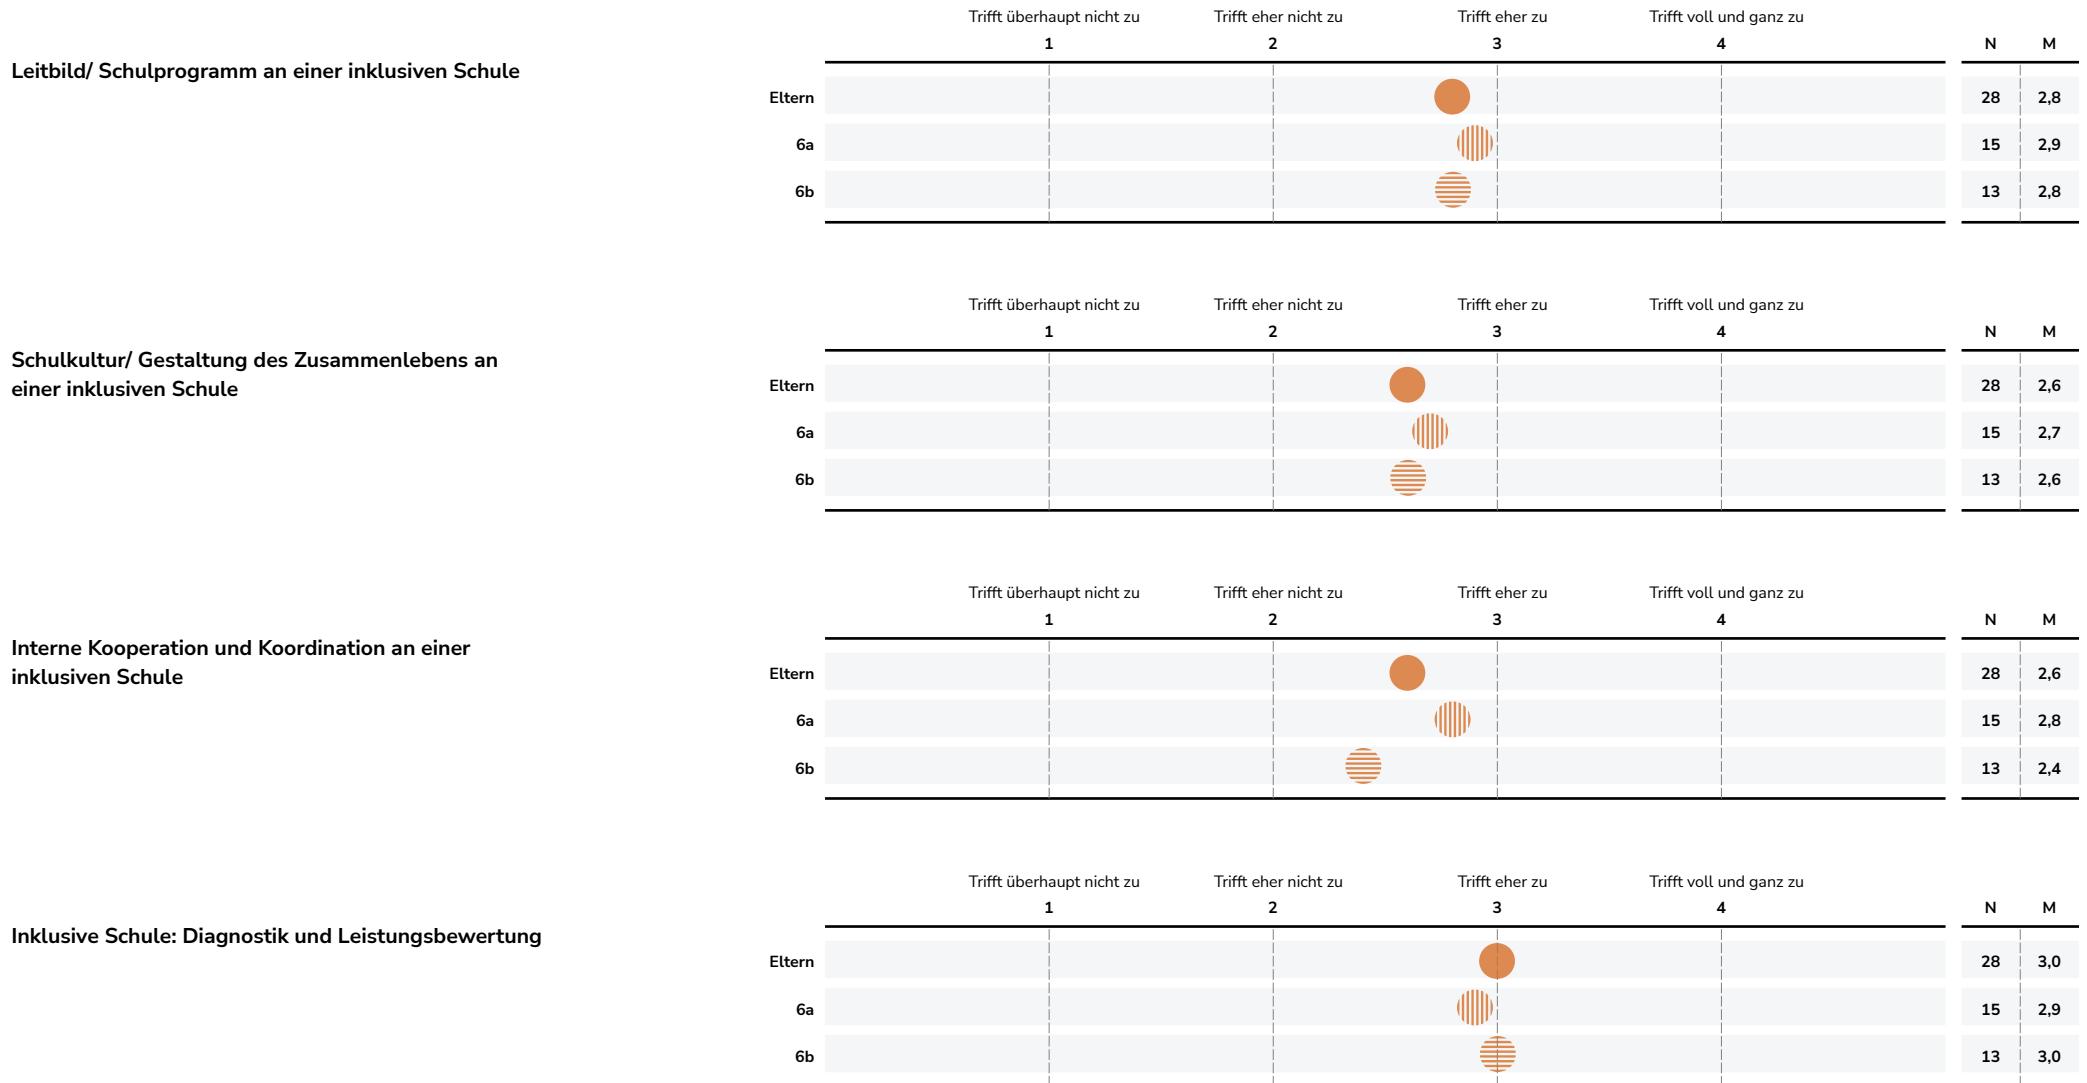 Trifft überhaupt nicht zu Trifft eher nicht zu Trifft eher zu Trifft voll und ganz zu
1 2 3 4 N M
Leitbild/ Schulprogramm an einer inklusiven Schule
Eltern 28 2,8
6a 15 2,9
6b 13 2,8
Trifft überhaupt nicht zu Trifft eher nicht zu Trifft eher zu Trifft voll und ganz zu
1 2 3 4 N M
Schulkultur/ Gestaltung des Zusammenlebens an
einer inklusiven Schule
Eltern 28 2,6
6a 15 2,7
6b 13 2,6
Trifft überhaupt nicht zu Trifft eher nicht zu Trifft eher zu Trifft voll und ganz zu
1 2 3 4 N M
Interne Kooperation und Koordination an einer
inklusiven Schule
Eltern 28 2,6
6a 15 2,8
6b 13 2,4
Trifft überhaupt nicht zu Trifft eher nicht zu Trifft eher zu Trifft voll und ganz zu
1 2 3 4 N M
Inklusive Schule: Diagnostik und Leistungsbewertung
Eltern 28 3,0
6a 15 2,9
6b 13 3,0